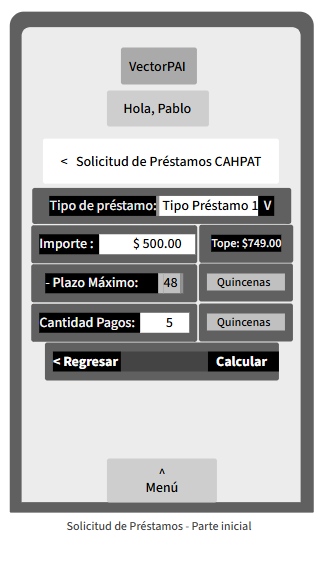 VectorPAI
Hola, Pablo
< Solicitud de Préstamos CAHPAT
Tipo de préstamo: Tipo Préstamo 1 V
Importe : $ 500.00 Tope: $749.00
- Plazo Máximo: 48 Quincenas
Cantidad Pagos: 5 Quincenas
< Regresar Calcular
^
Menú
Solicitud de Préstamos - Parte inicial